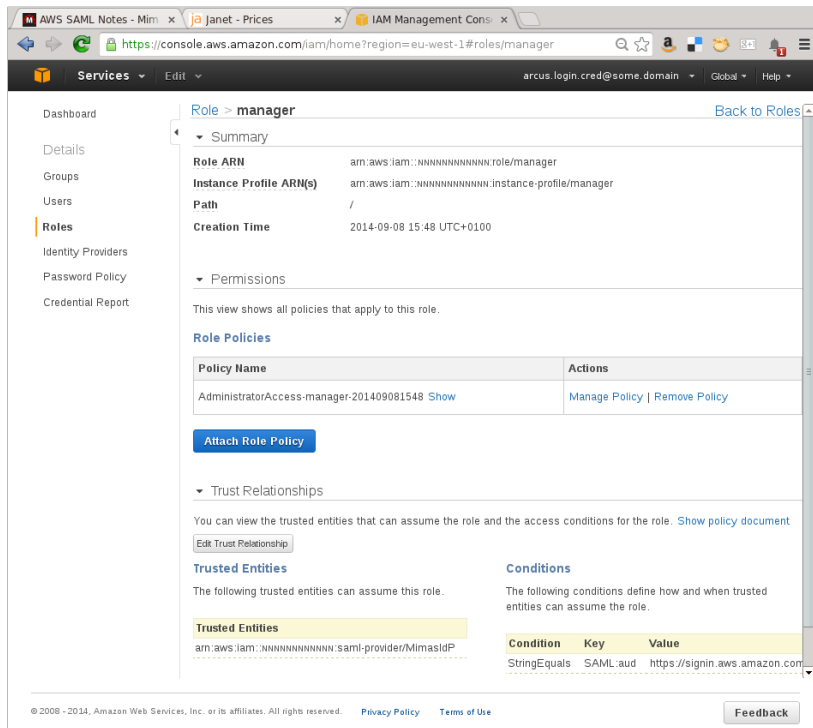 AWS SAML Notes - Mim
Janet - Prices
IAM Management Cons
https://console.aws.amazon.com/iam/home?region=eu-west-1#roles/manager
Services
Edit
arcus.login.cred@some.domain
Global
Help
Dashboard
Details
Groups
Users
Roles
Identity Providers
Password Policy
Credential Report
Role > manager
Back to Roles
Summary
Role ARN arn:aws:iam::NNNNNNNNNNNN:role/manager
Instance Profile ARN(s) arn:aws:iam::NNNNNNNNNNNN:instance-profile/manager
Path /
Creation Time 2014-09-08 15:48 UTC+0100
Permissions
This view shows all policies that apply to this role.
Role Policies
Policy Name Actions
AdministratorAccess-manager-201409081548 Show Manage Policy | Remove Policy
Attach Role Policy
Trust Relationships
You can view the trusted entities that can assume the role and the access conditions for the role. Show policy document
Edit Trust Relationship
Trusted Entities
The following trusted entities can assume this role.
Trusted Entities
arn:aws:iam::NNNNNNNNNNNN:saml-provider/MimasIdP
Conditions
The following conditions define how and when trusted
entities can assume the role.
Condition Key Value
StringEquals SAML:aud https://signin.aws.amazon.com
© 2008 - 2014, Amazon Web Services, Inc. or its affiliates. All rights reserved. Privacy Policy Terms of Use
Feedback